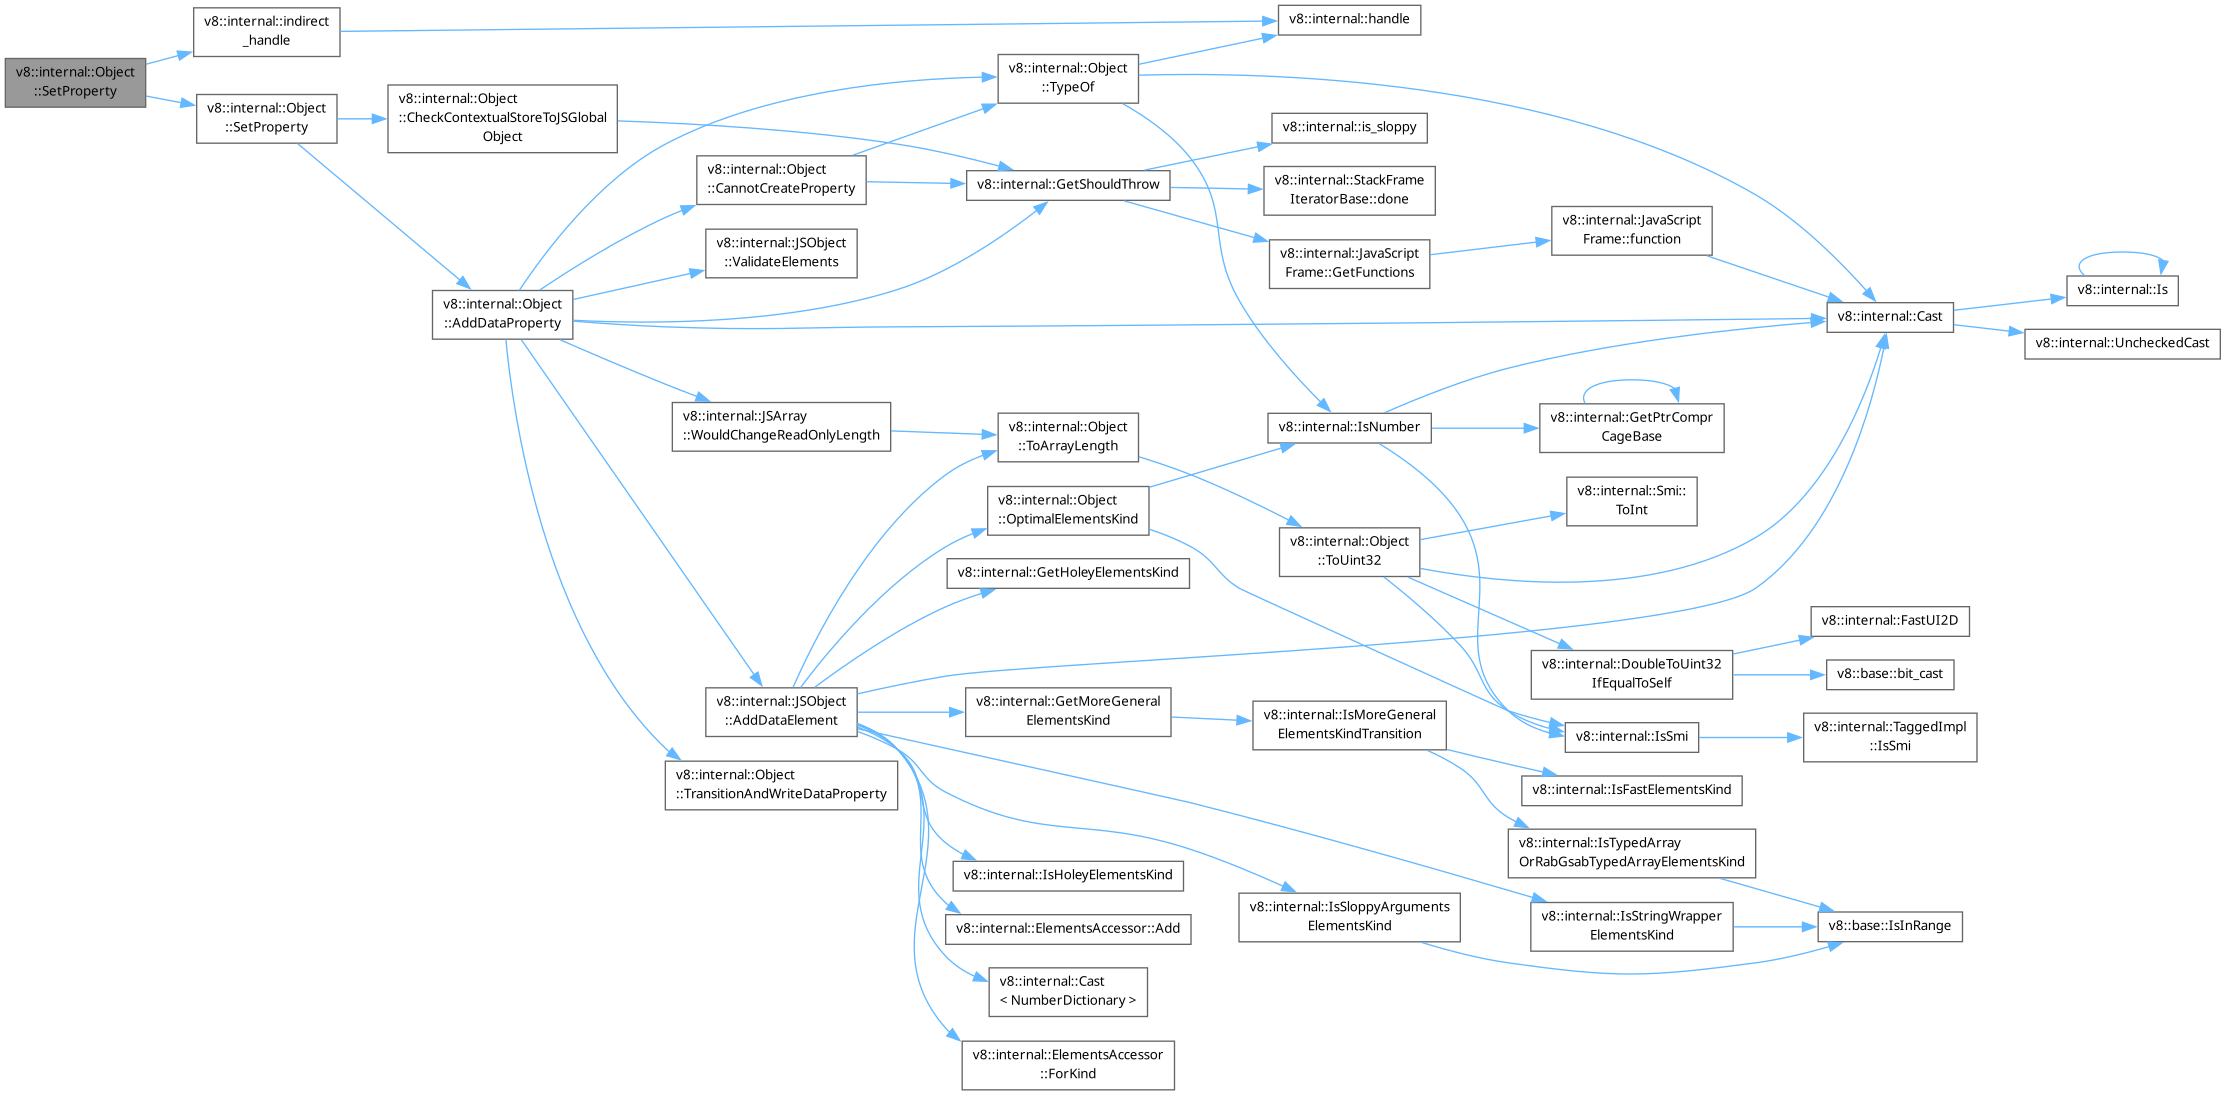 v8::internal::Object
::SetProperty
v8::internal::indirect
_handle
v8::internal::Object
::SetProperty
v8::internal::Object
::CheckContextualStoreToJSGlobal
Object
v8::internal::Object
::AddDataProperty
v8::internal::Object
::CannotCreateProperty
v8::internal::JSObject
::ValidateElements
v8::internal::JSArray
::WouldChangeReadOnlyLength
v8::internal::JSObject
::AddDataElement
v8::internal::Object
::TransitionAndWriteDataProperty
v8::internal::Object
::TypeOf
v8::internal::GetShouldThrow
v8::internal::Object
::ToArrayLength
v8::internal::Object
::OptimalElementsKind
v8::internal::GetHoleyElementsKind
v8::internal::GetMoreGeneral
ElementsKind
v8::internal::IsHoleyElementsKind
v8::internal::ElementsAccessor::Add
v8::internal::Cast
< NumberDictionary >
v8::internal::ElementsAccessor
::ForKind
v8::internal::handle
v8::internal::is_sloppy
v8::internal::StackFrame
IteratorBase::done
v8::internal::JavaScript
Frame::GetFunctions
v8::internal::IsNumber
v8::internal::Object
::ToUint32
v8::internal::IsMoreGeneral
ElementsKindTransition
v8::internal::IsSloppyArguments
ElementsKind
v8::internal::JavaScript
Frame::function
v8::internal::GetPtrCompr
CageBase
v8::internal::Smi::
ToInt
v8::internal::DoubleToUint32
IfEqualToSelf
v8::internal::IsSmi
v8::internal::IsFastElementsKind
v8::internal::IsTypedArray
OrRabGsabTypedArrayElementsKind
v8::internal::IsStringWrapper
ElementsKind
v8::internal::Cast
v8::internal::FastUI2D
v8::base::bit_cast
v8::internal::TaggedImpl
::IsSmi
v8::base::IsInRange
v8::internal::Is
v8::internal::UncheckedCast